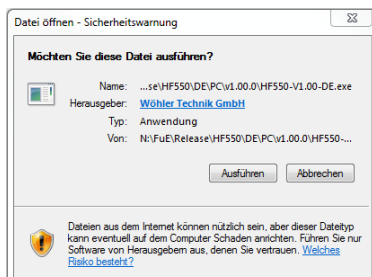 Datei öffnen - Sicherheitswarnung
Möchten Sie diese Datei ausführen?
Name: ...se\HF550\DE\PC\v1.00.0\HF550-V1.00-DE.exe
Herausgeber: Wöhler Technik GmbH
Typ: Anwendung
Von: N:\FuE\Release\HF550\DE\PC\v1.00.0\HF550-...
Ausführen Abbrechen
Dateien aus dem Internet können nützlich sein, aber dieser Dateityp
kann eventuell auf dem Computer Schaden anrichten. Führen Sie nur
Software von Herausgebern aus, denen Sie vertrauen. Welches
Risiko besteht?